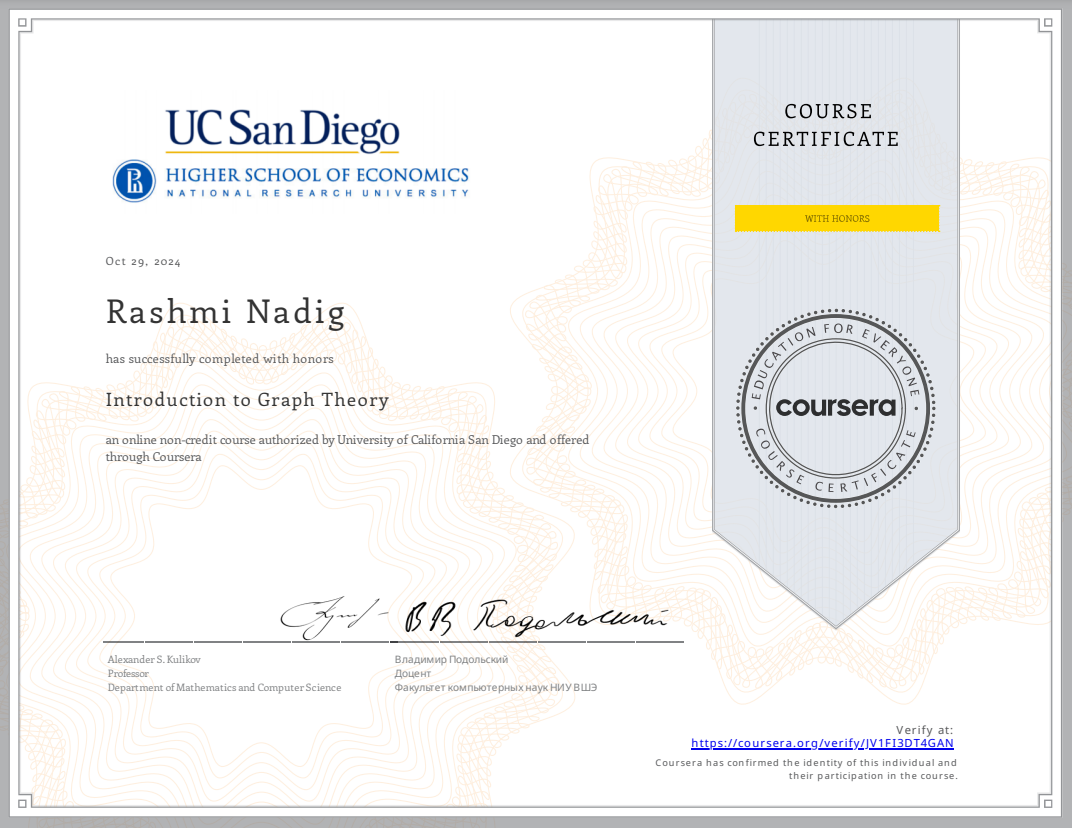 UC San Diego
HIGHER SCHOOL OF ECONOMICS
NATIONAL RESEARCH UNIVERSITY
COURSE
CERTIFICATE
WITH HONORS
Oct 29, 2024
Rashmi Nadig
has successfully completed with honors
Introduction to Graph Theory
an online non-credit course authorized by University of California San Diego and offered
through Coursera
EDUCATION FOR EVERYONE
coursera
COURSE CERTIFICATE
ВВ Подольский
Alexander S. Kulikov
Professor
Department of Mathematics and Computer Science
Владимир Подольский
Доцент
Факультет компьютерных наук НИУ ВШЭ
Verify at:
https://coursera.org/verify/JV1FI3DT4GAN
Coursera has confirmed the identity of this individual and
their participation in the course.